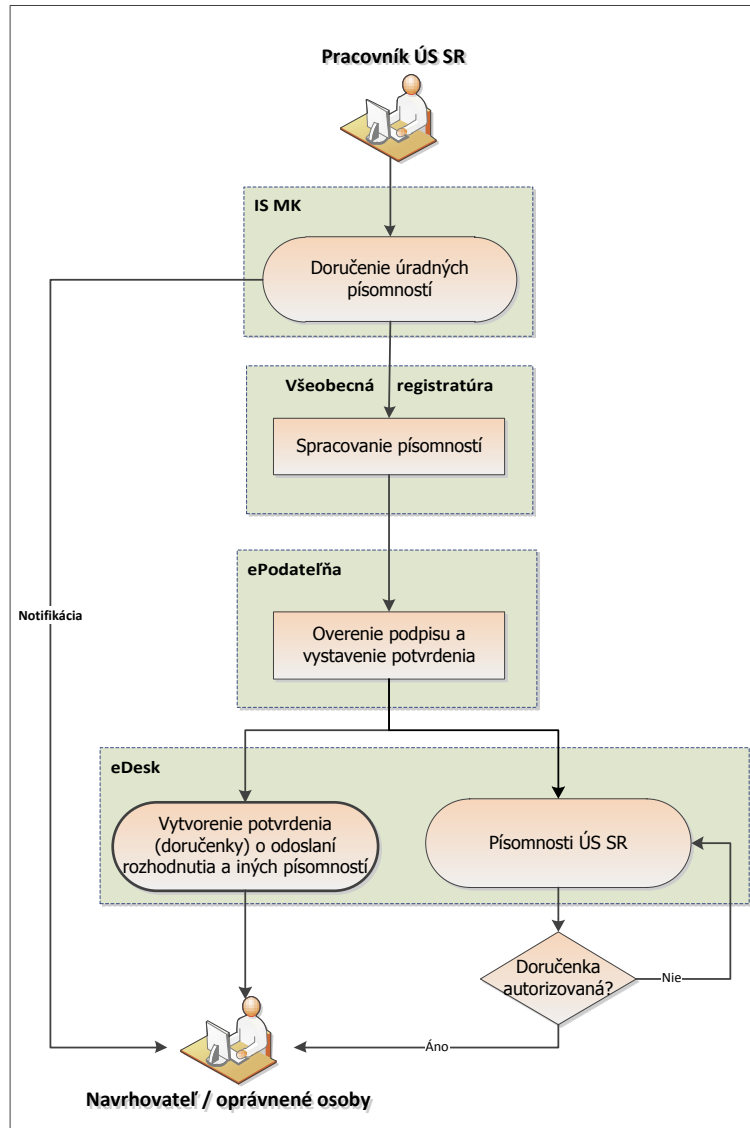 Pracovník ÚS SR
IS MK
Doručenie úradných
písomností
Všeobecná registratúra
Spracovanie písomností
ePodateľňa
Notifikácia
Overenie podpisu a
vystavenie potvrdenia
eDesk
Vytvorenie potvrdenia
(doručenky) o odoslaní
rozhodnutia a iných písomností
Písomnosti ÚS SR
Doručenka
autorizovaná?
Nie
Áno
Navrhovateľ / oprávnené osoby